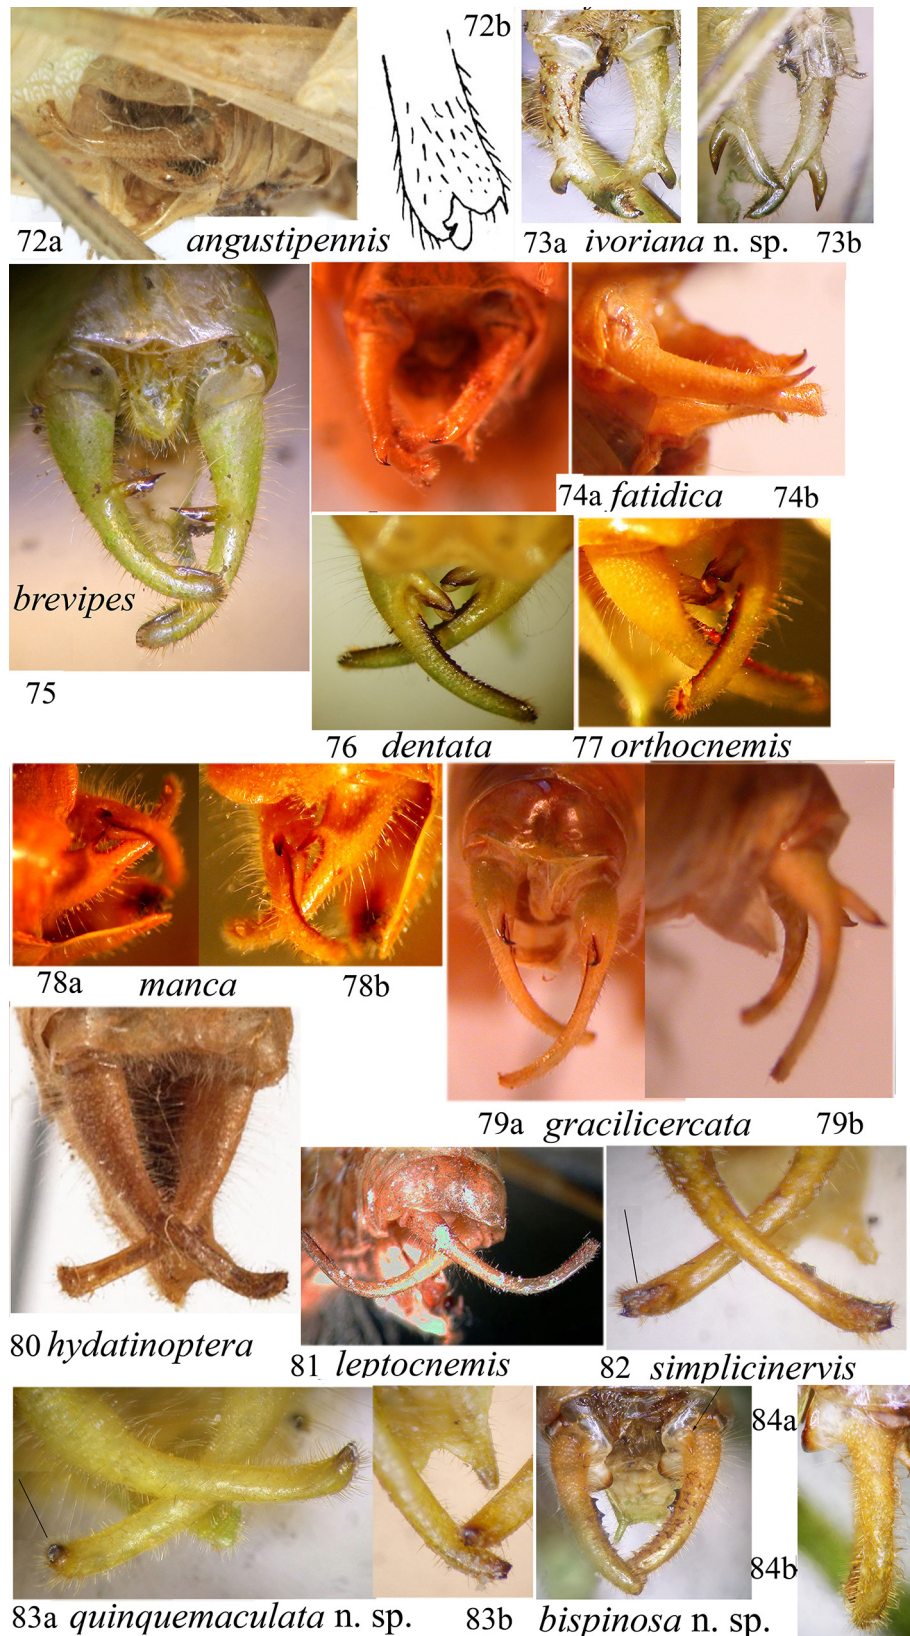 72b
72a angustipennis 73a ivoriana n. sp. 73b
74a fatidica 74b
brevipes
75
76 dentata 77 orthocnemis
78a manca 78b
79a gracilicercata 79b
80 hydatinoptera
81 leptocnemis 82 simplicinervis
84a
84b
83a quinquemaculata n. sp. 83b bispinosa n. sp.